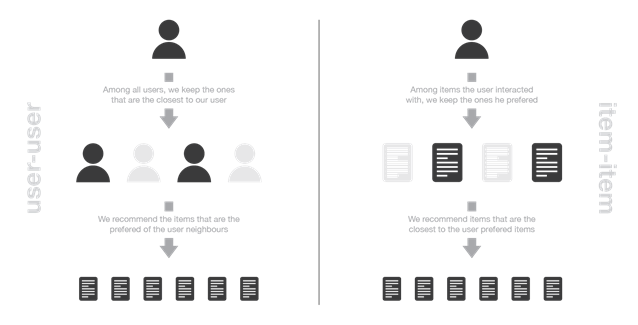 user-user
Among all users, we keep the ones
that are the closest to our user
We recommend the items that are the
prefered of the user neighbours
Among items the user interacted
with, we keep the ones he prefered
We recommend items that are the
closest to the user prefered items
item-item